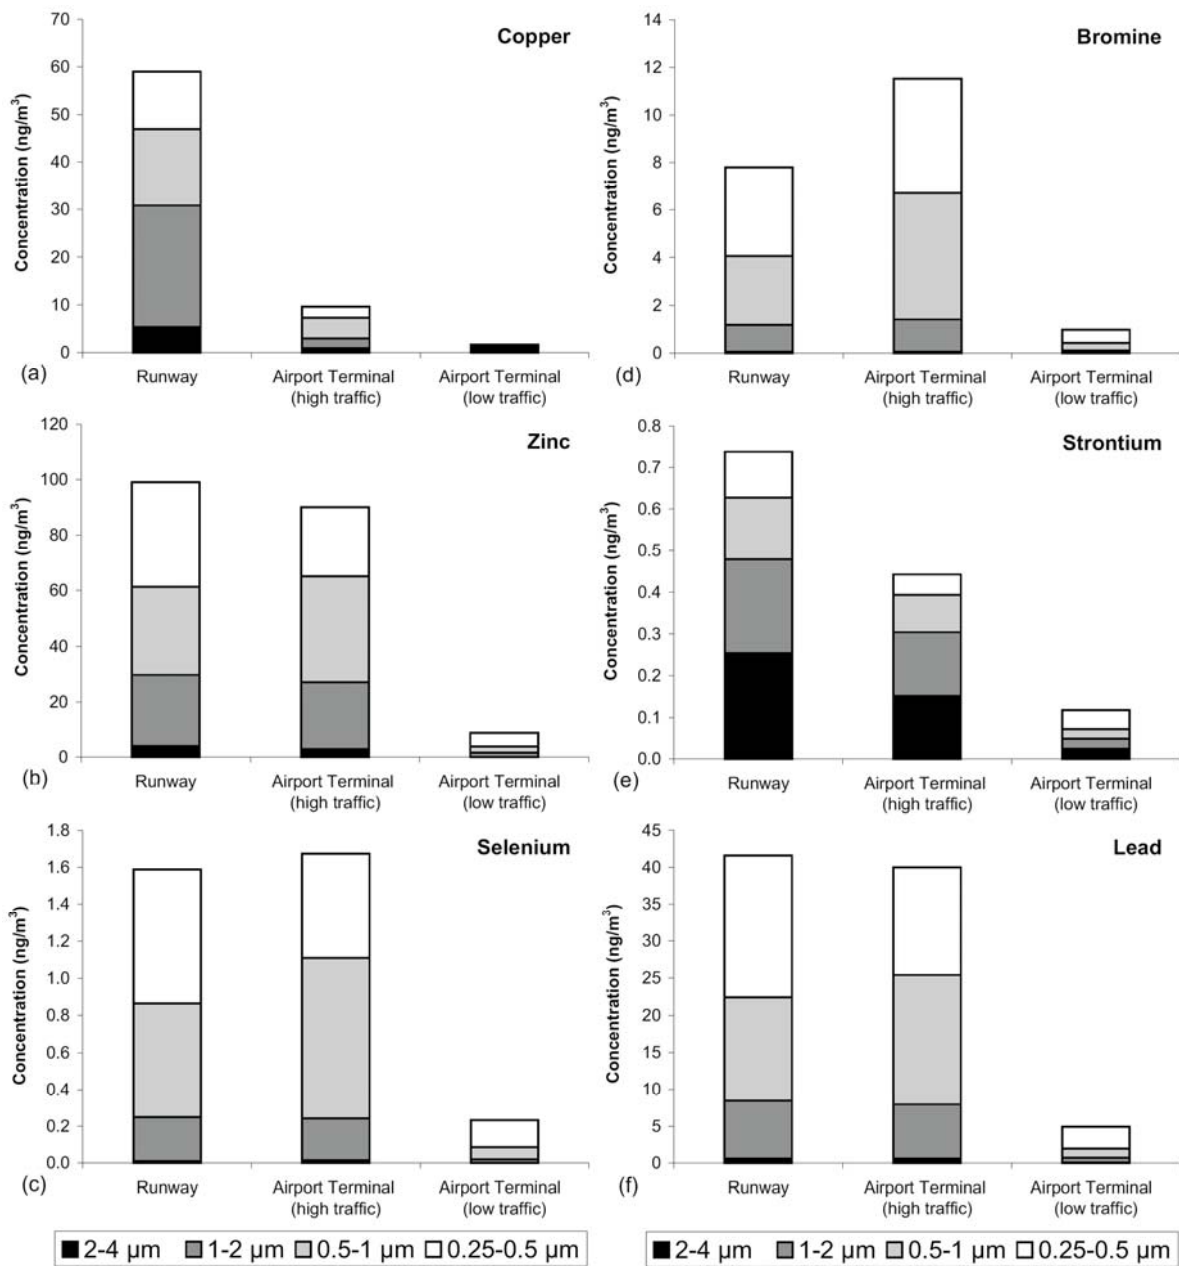 Copper
Concentration (ng/m³)
70
60
50
40
30
20
10
0
(a)
Runway
Airport Terminal
(high traffic)
Airport Terminal
(low traffic)
Bromine
Concentration (ng/m³)
14
12
10
8
6
4
2
0
(d)
Runway
Airport Terminal
(high traffic)
Airport Terminal
(low traffic)
Zinc
Concentration (ng/m³)
120
100
80
60
40
20
0
(b)
Runway
Airport Terminal
(high traffic)
Airport Terminal
(low traffic)
Strontium
Concentration (ng/m³)
0.8
0.7
0.6
0.5
0.4
0.3
0.2
0.1
0.0
(e)
Runway
Airport Terminal
(high traffic)
Airport Terminal
(low traffic)
Selenium
Concentration (ng/m³)
1.8
1.6
1.4
1.2
1.0
0.8
0.6
0.4
0.2
0.0
(c)
Runway
Airport Terminal
(high traffic)
Airport Terminal
(low traffic)
Lead
Concentration (ng/m³)
45
40
35
30
25
20
15
10
5
0
(f)
Runway
Airport Terminal
(high traffic)
Airport Terminal
(low traffic)
2-4 µm 1-2 µm 0.5-1 µm 0.25-0.5 µm
2-4 µm 1-2 µm 0.5-1 µm 0.25-0.5 µm